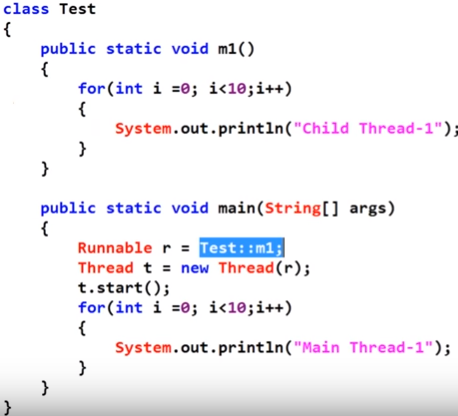 class Test
{
public static void m1()
{
for(int i =0; i<10;i++)
{
System.out.println("Child Thread-1");
}
}
public static void main(String[] args)
{
Runnable r = Test::m1;
Thread t = new Thread(r);
t.start();
for(int i =0; i<10;i++)
{
System.out.println("Main Thread-1");
}
}
}